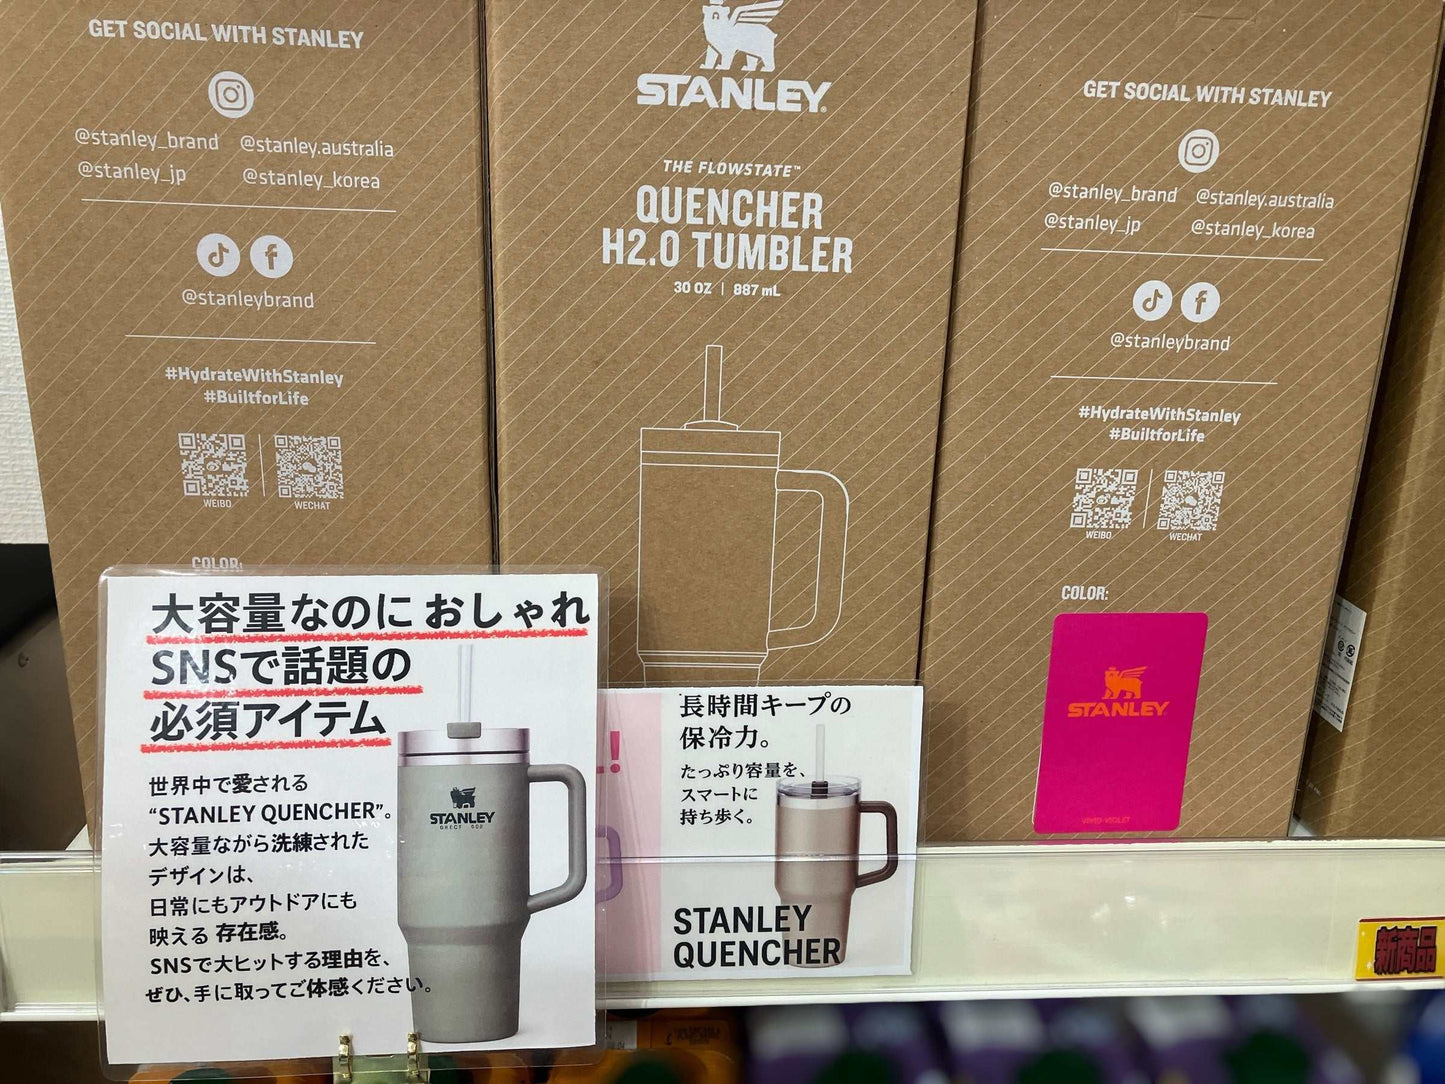 GET SOCIAL WITH STANLEY
@stanley_brand @stanley.australia
@stanley_jp @stanley_korea
@stanleybrand
#HydrateWithStanley
#BuiltforLife
WEIBO WECHAT
COLOR:
STANLEY
THE FLOWSTATE™
QUENCHER
H2.0 TUMBLER
30 OZ | 887 mL
GET SOCIAL WITH STANLEY
@stanley_brand @stanley.australia
@stanley_jp @stanley_korea
@stanleybrand
#HydrateWithStanley
#BuiltforLife
WEIBO WECHAT
COLOR:
STANLEY
VIVID VIOLET
大容量なのに おしゃれ
SNSで話題の
必須アイテム
世界中で愛される
“STANLEY QUENCHER”。
大容量ながら洗練された
デザインは、
日常にもアウトドアにも
映える 存在感。
SNSで大ヒットする理由を、
ぜひ、手に取ってご体感ください。
STANLEY
長時間キープの
保冷力。
たっぷり容量を、
スマートに
持ち歩く。
STANLEY
QUENCHER
新商品